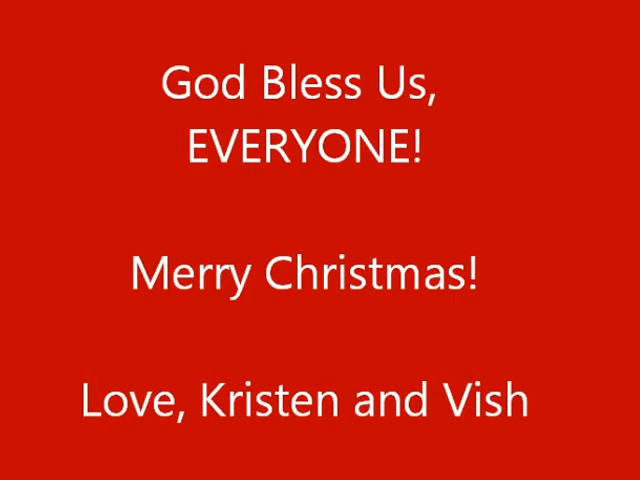 God Bless Us,
EVERYONE!
Merry Christmas!
Love, Kristen and Vish